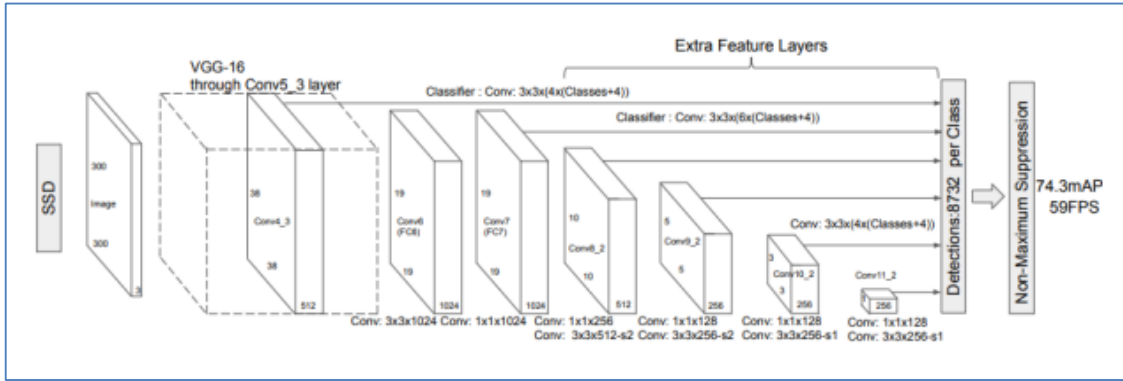 Extra Feature Layers
VGG-16
through Conv5_3 layer
Classifier : Conv: 3x3x(4x(Classes+4))
Classifier : Conv: 3x3x(6x(Classes+4))
SSD
300
Image
300
3
38
Conv4_3
38
512
19
Conv6
(FC6)
19
1024
19
Conv7
(FC7)
19
1024
10
Conv8_2
10
512
5
Conv9_2
5
256
Conv: 3x3x(4x(Classes+4))
3
Conv10_2
3
256
Conv11_2
1
256
Conv: 3x3x1024
Conv: 1x1x1024
Conv: 1x1x256
Conv: 3x3x512-s2
Conv: 1x1x128
Conv: 3x3x256-s2
Conv: 1x1x128
Conv: 3x3x256-s1
Conv: 1x1x128
Conv: 3x3x256-s1
Detections:8732 per Class
Non-Maximum Suppression
74.3mAP
59FPS